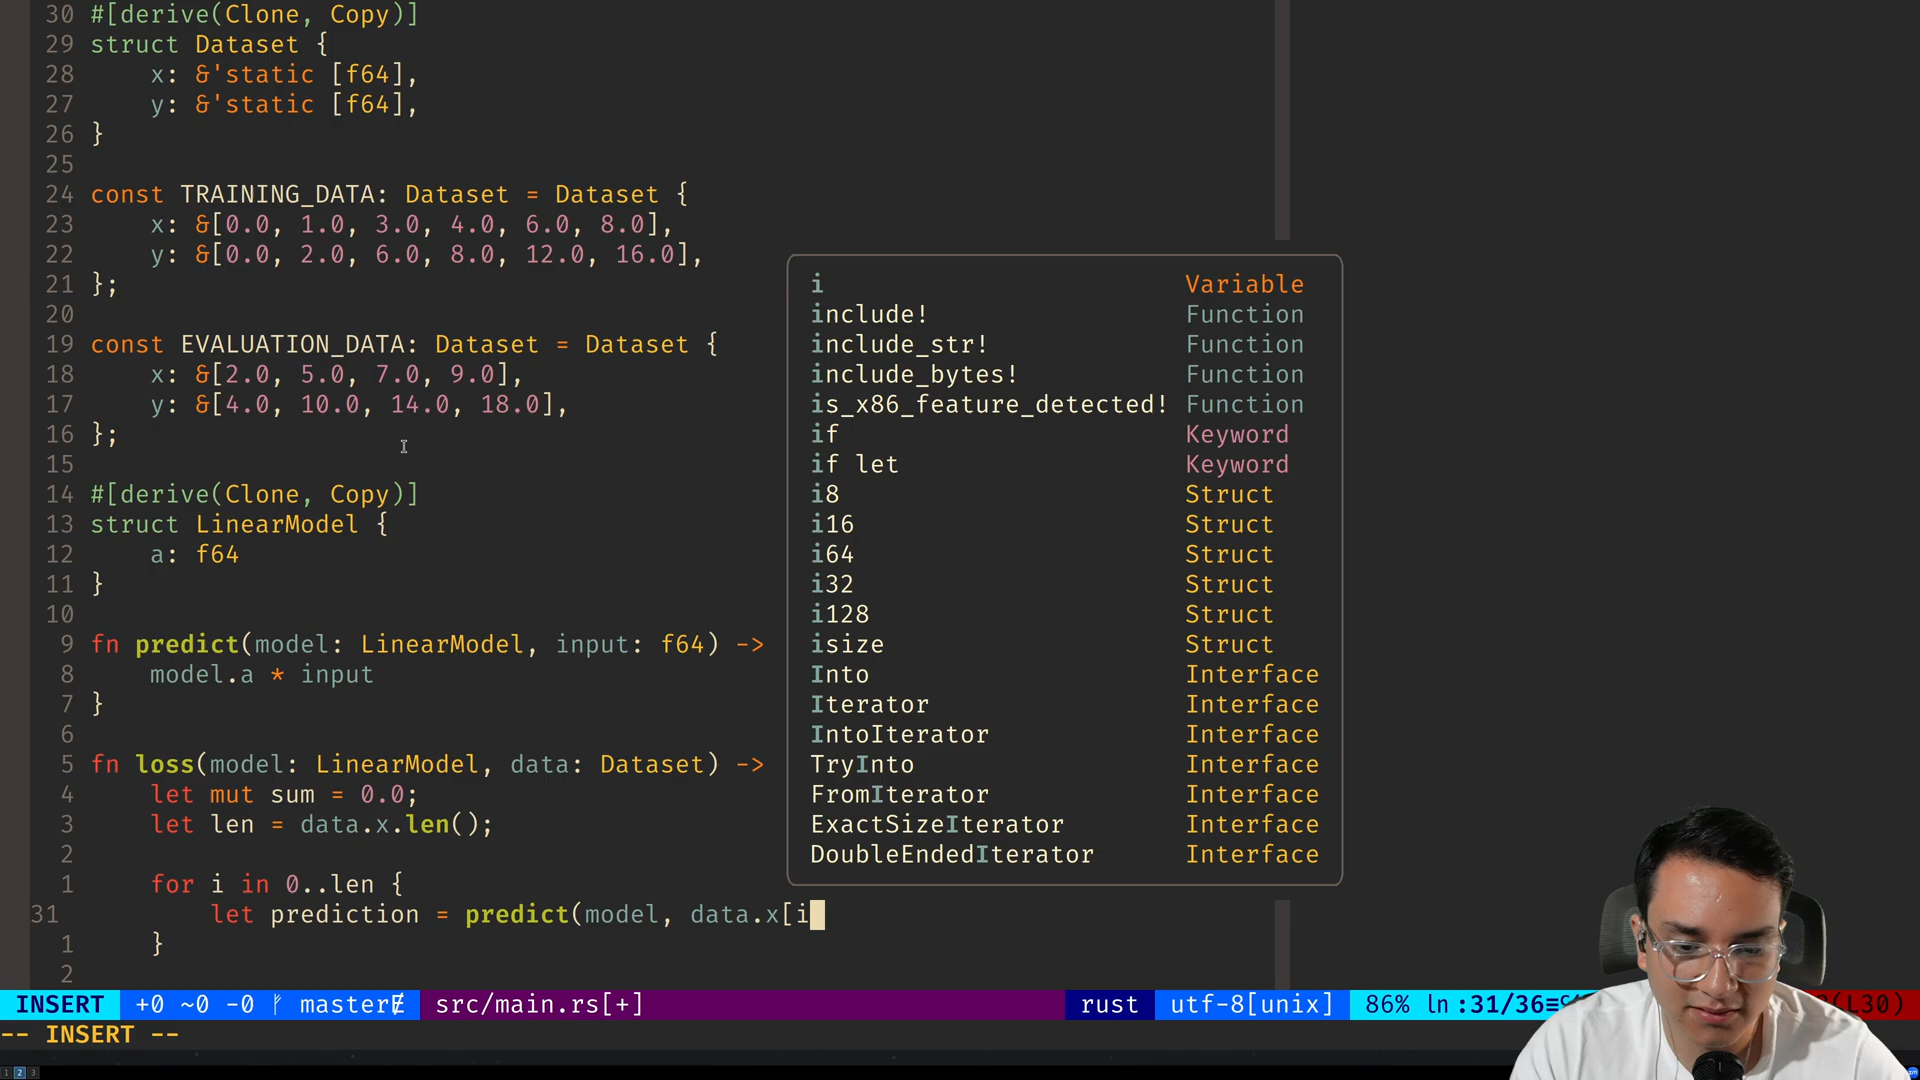 30 #[derive(Clone, Copy)]
29 struct Dataset {
28     x: &'static [f64],
27     y: &'static [f64],
26 }
25
24 const TRAINING_DATA: Dataset = Dataset {
23     x: &[0.0, 1.0, 3.0, 4.0, 6.0, 8.0],
22     y: &[0.0, 2.0, 6.0, 8.0, 12.0, 16.0],
21 };
20
19 const EVALUATION_DATA: Dataset = Dataset {
18     x: &[2.0, 5.0, 7.0, 9.0],
17     y: &[4.0, 10.0, 14.0, 18.0],
16 };
15
14 #[derive(Clone, Copy)]
13 struct LinearModel {
12     a: f64
11 }
10
9 fn predict(model: LinearModel, input: f64) ->
8     model.a * input
7 }
6
5 fn loss(model: LinearModel, data: Dataset) ->
4     let mut sum = 0.0;
3     let len = data.x.len();
2
1     for i in 0..len {
31         let prediction = predict(model, data.x[i
1     }
2
i Variable
include! Function
include_str! Function
include_bytes! Function
is_x86_feature_detected! Function
if Keyword
if let Keyword
i8 Struct
i16 Struct
i64 Struct
i32 Struct
i128 Struct
isize Struct
Into Interface
Iterator Interface
IntoIterator Interface
TryInto Interface
FromIterator Interface
ExactSizeIterator Interface
DoubleEndedIterator Interface
INSERT +0 ~0 -0 master src/main.rs[+] rust utf-8[unix] 86% ln :31/36 (L30)
-- INSERT --
1 2 3